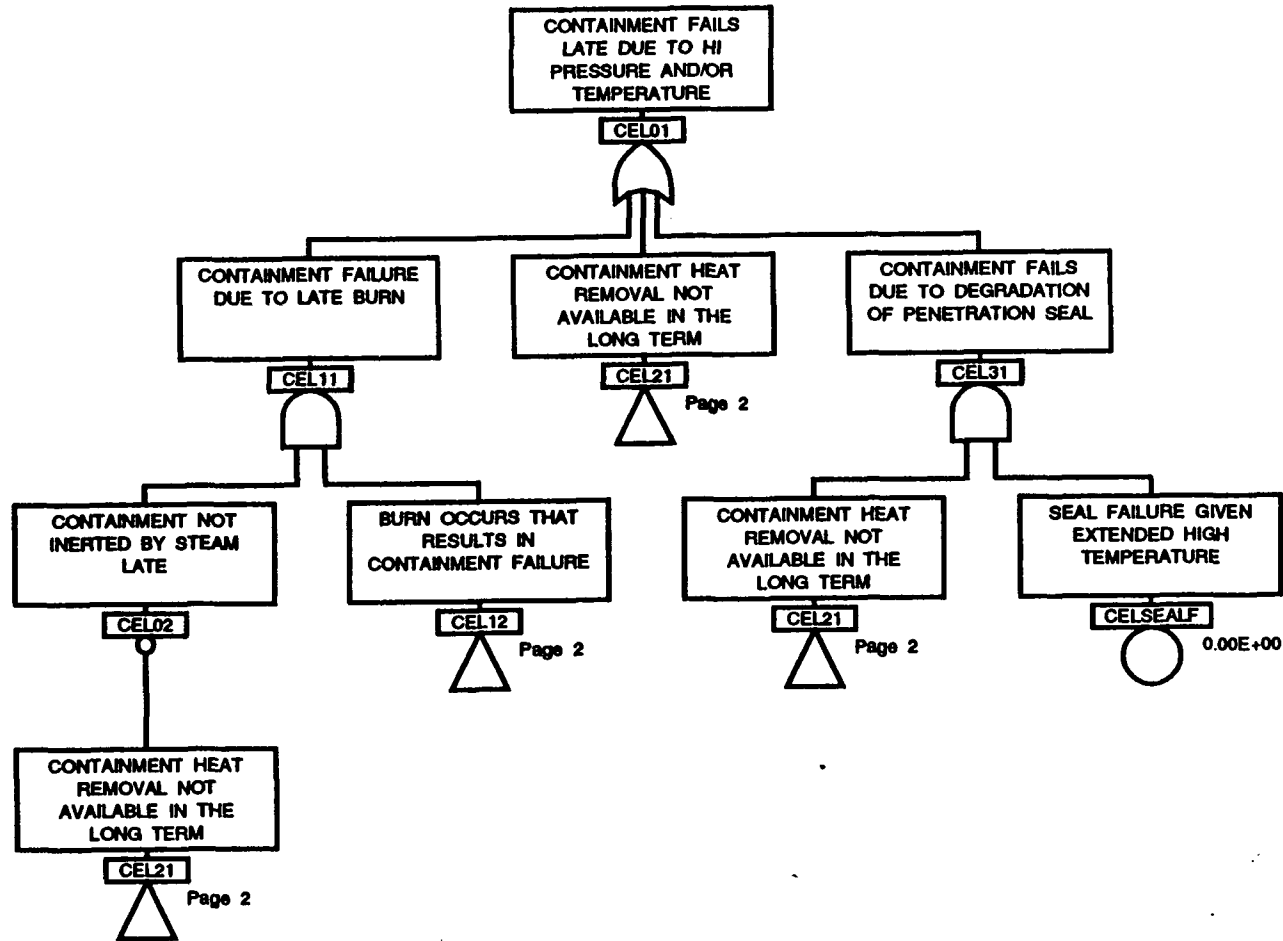 CONTAINMENT FAILS
LATE DUE TO HI
PRESSURE AND/OR
TEMPERATURE
CEL01
CONTAINMENT FAILURE
DUE TO LATE BURN
CEL11
CONTAINMENT HEAT
REMOVAL NOT
AVAILABLE IN THE
LONG TERM
CEL21
Page 2
CONTAINMENT FAILS
DUE TO DEGRADATION
OF PENETRATION SEAL
CEL31
CONTAINMENT NOT
INERTED BY STEAM
LATE
CEL02
BURN OCCURS THAT
RESULTS IN
CONTAINMENT FAILURE
CEL12
Page 2
CONTAINMENT HEAT
REMOVAL NOT
AVAILABLE IN THE
LONG TERM
CEL21
Page 2
SEAL FAILURE GIVEN
EXTENDED HIGH
TEMPERATURE
CELSEALF
0.00E+00
CONTAINMENT HEAT
REMOVAL NOT
AVAILABLE IN THE
LONG TERM
CEL21
Page 2